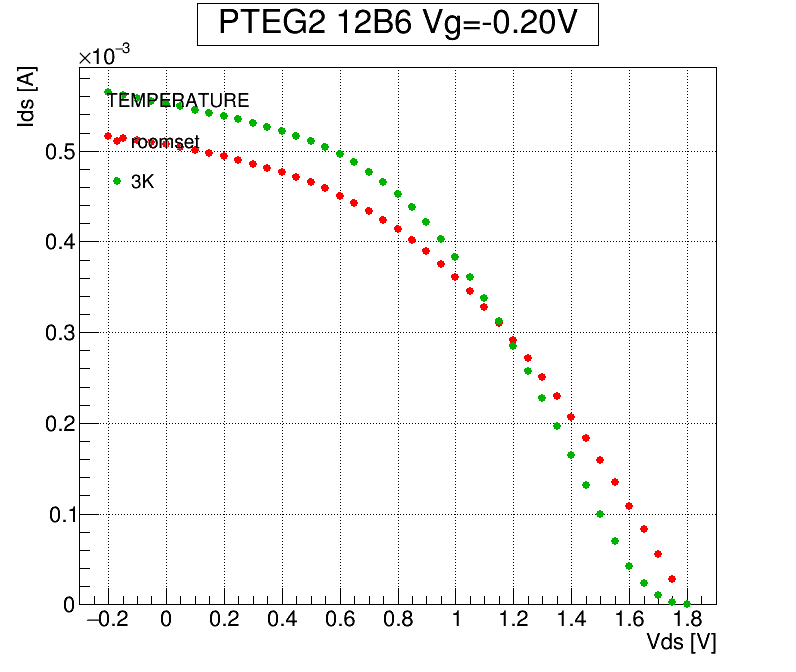 PTEG2 12B6 Vg=-0.20V
×10⁻³
Ids [A]
TEMPERATURE
roomset
3K
0.5
0.4
0.3
0.2
0.1
0
−0.2 0 0.2 0.4 0.6 0.8 1 1.2 1.4 1.6 1.8
Vds [V]